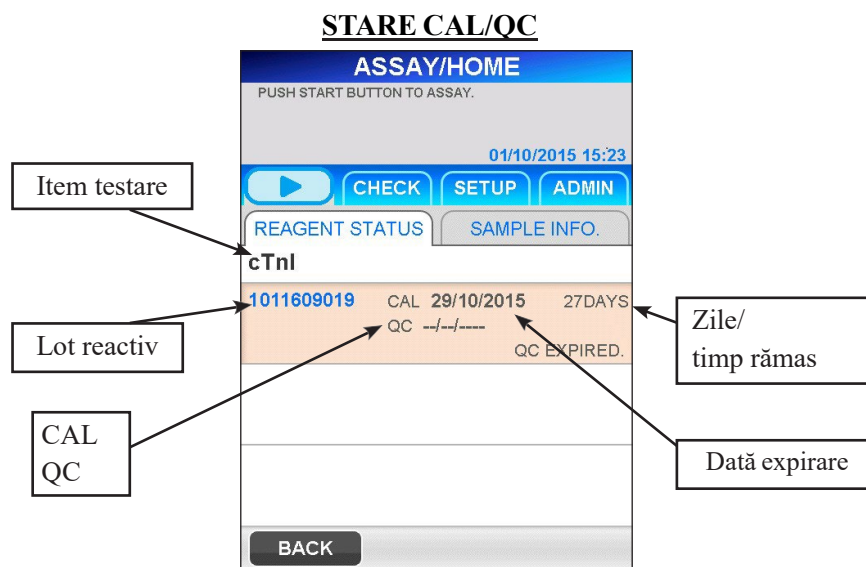 STARE CAL/QC
ASSAY/HOME
PUSH START BUTTON TO ASSAY.
01/10/2015 15:23
CHECK SETUP ADMIN
REAGENT STATUS SAMPLE INFO.
cTnI
1011609019 CAL 29/10/2015 27DAYS
QC --/--/----
QC EXPIRED.
BACK
Item testare
Lot reactiv
CAL
QC
Zile/
timp rămas
Dată expirare